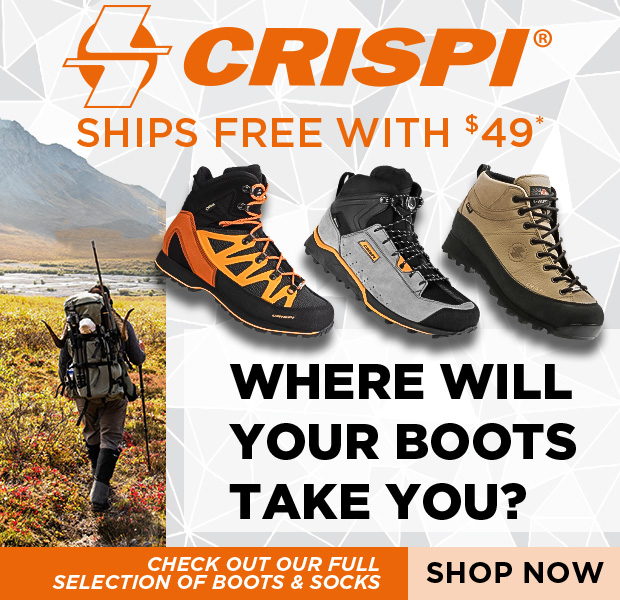 CRISPI®
SHIPS FREE WITH $49*
CRISPI
WHERE WILL
YOUR BOOTS
TAKE YOU?
CHECK OUT OUR FULL
SELECTION OF BOOTS & SOCKS
SHOP NOW